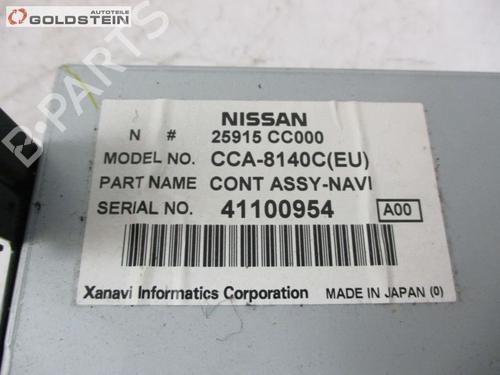 AUTOTEILE
GOLDSTEIN
B-PARTS
NISSAN
N # 25915 CC000
MODEL NO. CCA-8140C(EU)
PART NAME CONT ASSY-NAVI
SERIAL NO. 41100954 A00
Xanavi Informatics Corporation MADE IN JAPAN (0)